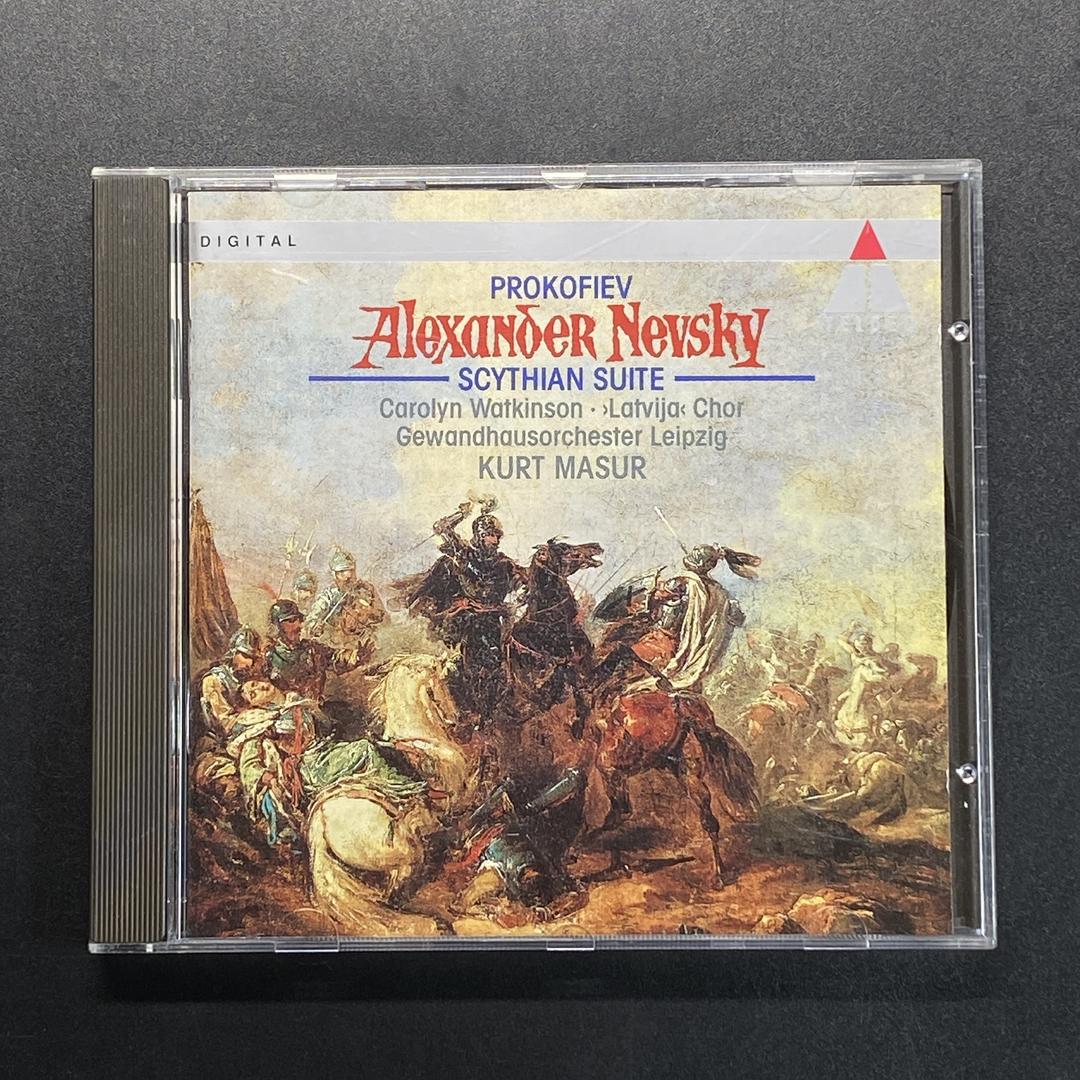 DIGITAL
PROKOFIEV
Alexander Nevsky
SCYTHIAN SUITE
Carolyn Watkinson · ›Latvija‹ Chor
Gewandhausorchester Leipzig
KURT MASUR